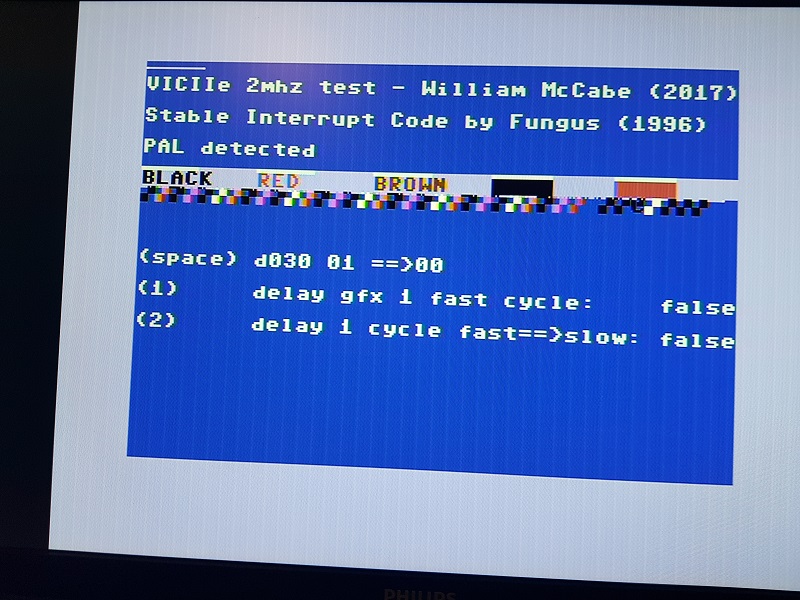 VICIIe 2mhz test - William McCabe (2017)
Stable Interrupt Code by Fungus (1996)
PAL detected
BLACK RED BROWN
(space) d030 01 ==>00
(1) delay gfx 1 fast cycle: false
(2) delay 1 cycle fast==>slow: false
PHILIPS